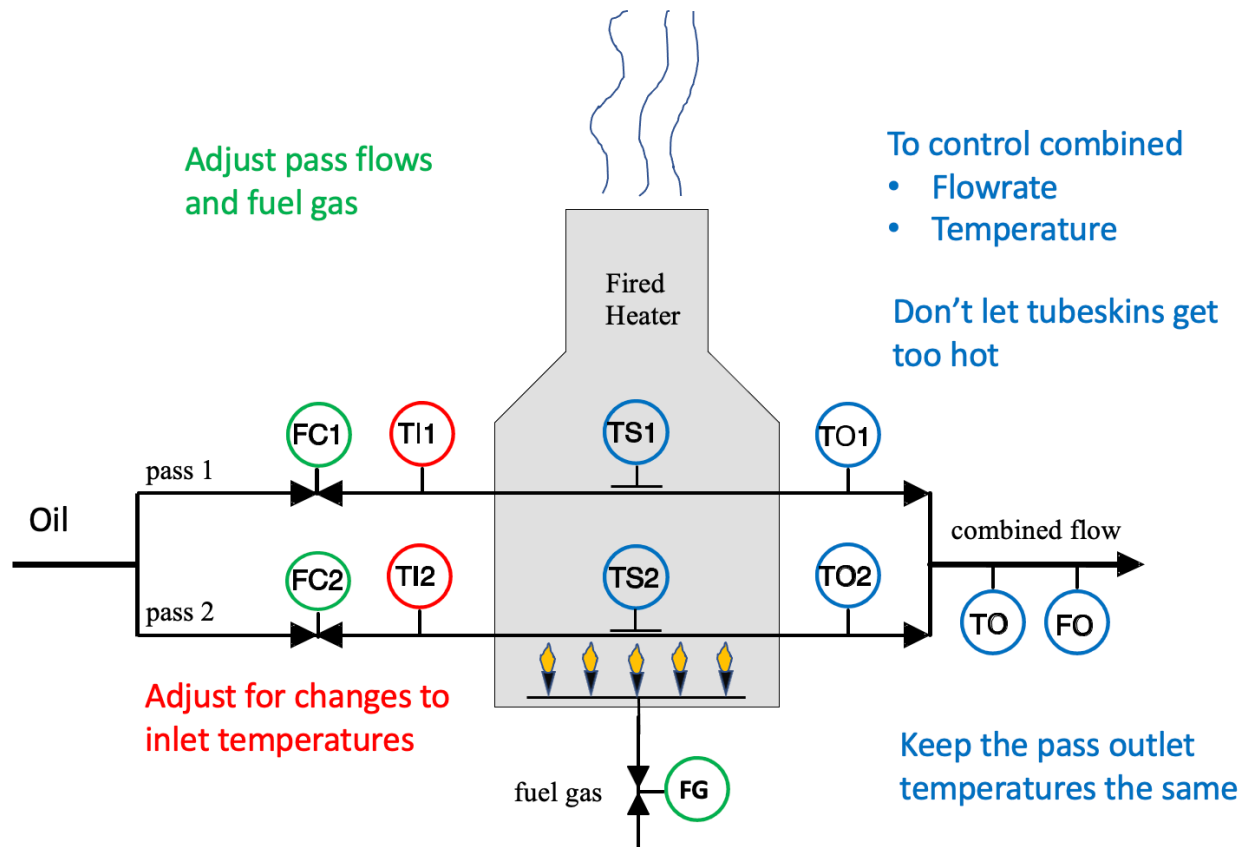 Adjust pass flows
and fuel gas
To control combined
• Flowrate
• Temperature
Don’t let tubeskins get
too hot
Fired
Heater
FC1
TI1
TS1
TO1
pass 1
Oil
combined flow
FC2
TI2
TS2
TO2
pass 2
TO
FO
Adjust for changes to
inlet temperatures
Keep the pass outlet
temperatures the same
fuel gas
FG